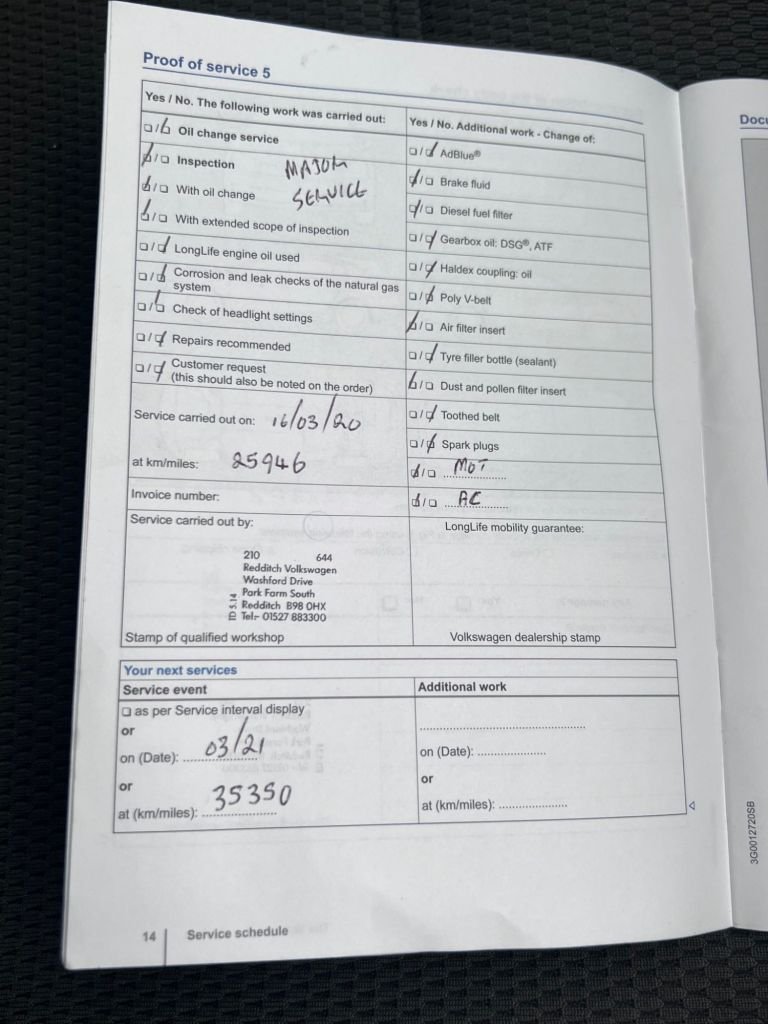 Proof of service 5
Yes / No. The following work was carried out:
☐/☑ Oil change service
☑/☐ Inspection
MAJOR
SERVICE
☑/☐ With oil change
☑/☐ With extended scope of inspection
☐/☑ LongLife engine oil used
☐/☑ Corrosion and leak checks of the natural gas
system
☐/☑ Check of headlight settings
☐/☑ Repairs recommended
☐/☑ Customer request
(this should also be noted on the order)
Service carried out on: 16/03/20
at km/miles: 25946
Invoice number:
Service carried out by:
210 644
Redditch Volkswagen
Washford Drive
Park Farm South
Redditch B98 0HX
Tel:- 01527 883300
Stamp of qualified workshop
Yes / No. Additional work - Change of:
☐/☑ AdBlue®
☑/☐ Brake fluid
☑/☐ Diesel fuel filter
☐/☑ Gearbox oil: DSG®, ATF
☐/☑ Haldex coupling: oil
☐/☑ Poly V-belt
☑/☐ Air filter insert
☐/☑ Tyre filler bottle (sealant)
☑/☐ Dust and pollen filter insert
☐/☑ Toothed belt
☐/☑ Spark plugs
☑/☐ MOT
☑/☐ AC
LongLife mobility guarantee:
Volkswagen dealership stamp
Your next services
Service event
☐ as per Service interval display
or
on (Date): 03/21
or
at (km/miles): 35350
Additional work
on (Date):
or
at (km/miles):
14 Service schedule
Docu
3G0012720SB